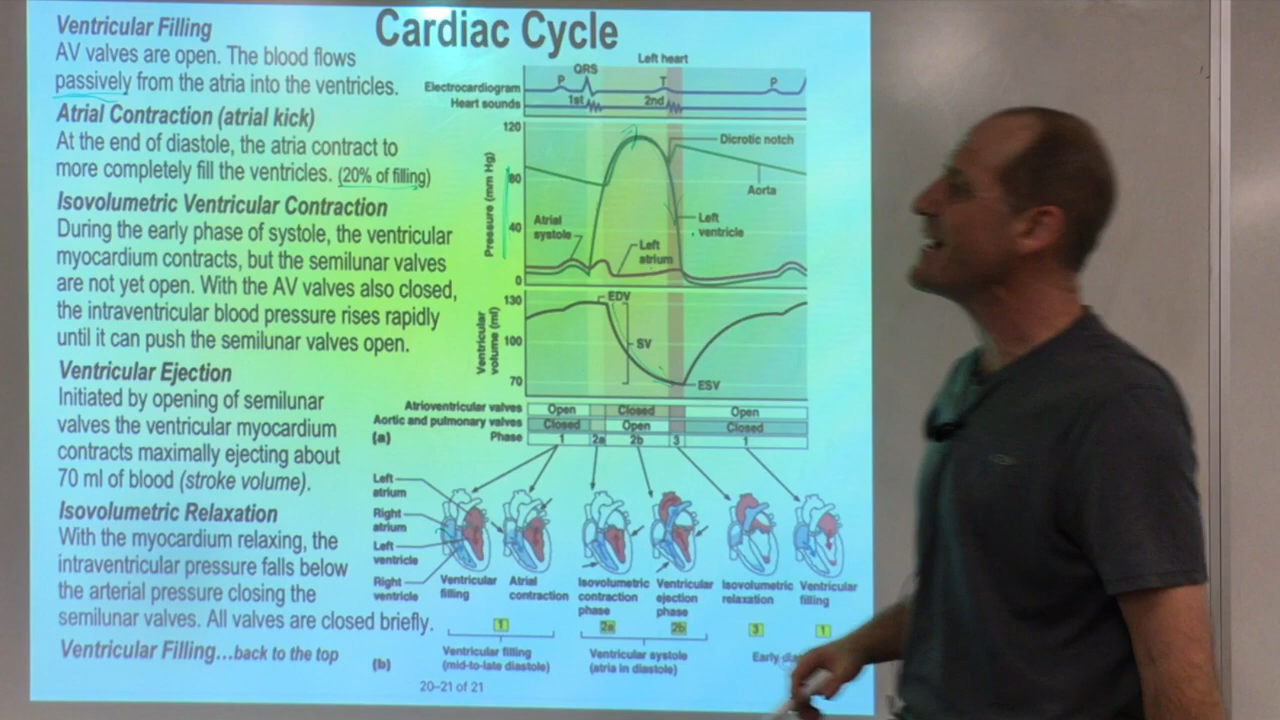 Cardiac Cycle
Ventricular Filling
AV valves are open. The blood flows
passively from the atria into the ventricles.
Atrial Contraction (atrial kick)
At the end of diastole, the atria contract to
more completely fill the ventricles. (20% of filling)
Isovolumetric Ventricular Contraction
During the early phase of systole, the ventricular
myocardium contracts, but the semilunar valves
are not yet open. With the AV valves also closed,
the intraventricular blood pressure rises rapidly
until it can push the semilunar valves open.
Ventricular Ejection
Initiated by opening of semilunar
valves the ventricular myocardium
contracts maximally ejecting about
70 ml of blood (stroke volume).
Isovolumetric Relaxation
With the myocardium relaxing, the
intraventricular pressure falls below
the arterial pressure closing the
semilunar valves. All valves are closed briefly.
Ventricular Filling...back to the top
Left heart
QRS
P T P
Electrocardiogram
Heart sounds 1st 2nd
Pressure (mm Hg)
120
80
40
0
Dicrotic notch
Aorta
Atrial
systole
Left
ventricle
Left
atrium
Ventricular
volume (ml)
130
100
70
EDV
SV
ESV
Atrioventricular valves Open Closed Open
Aortic and pulmonary valves Closed Open Closed
(a) Phase 1 2a 2b 3 1
Left
atrium
Right
atrium
Left
ventricle
Right
ventricle
Ventricular
filling
Atrial
contraction
Isovolumetric
contraction
phase
Ventricular
ejection
phase
Isovolumetric
relaxation
Ventricular
filling
1 2a 2b 3 1
(b)
Ventricular filling
(mid-to-late diastole)
Ventricular systole
(atria in diastole)
Early
20–21 of 21